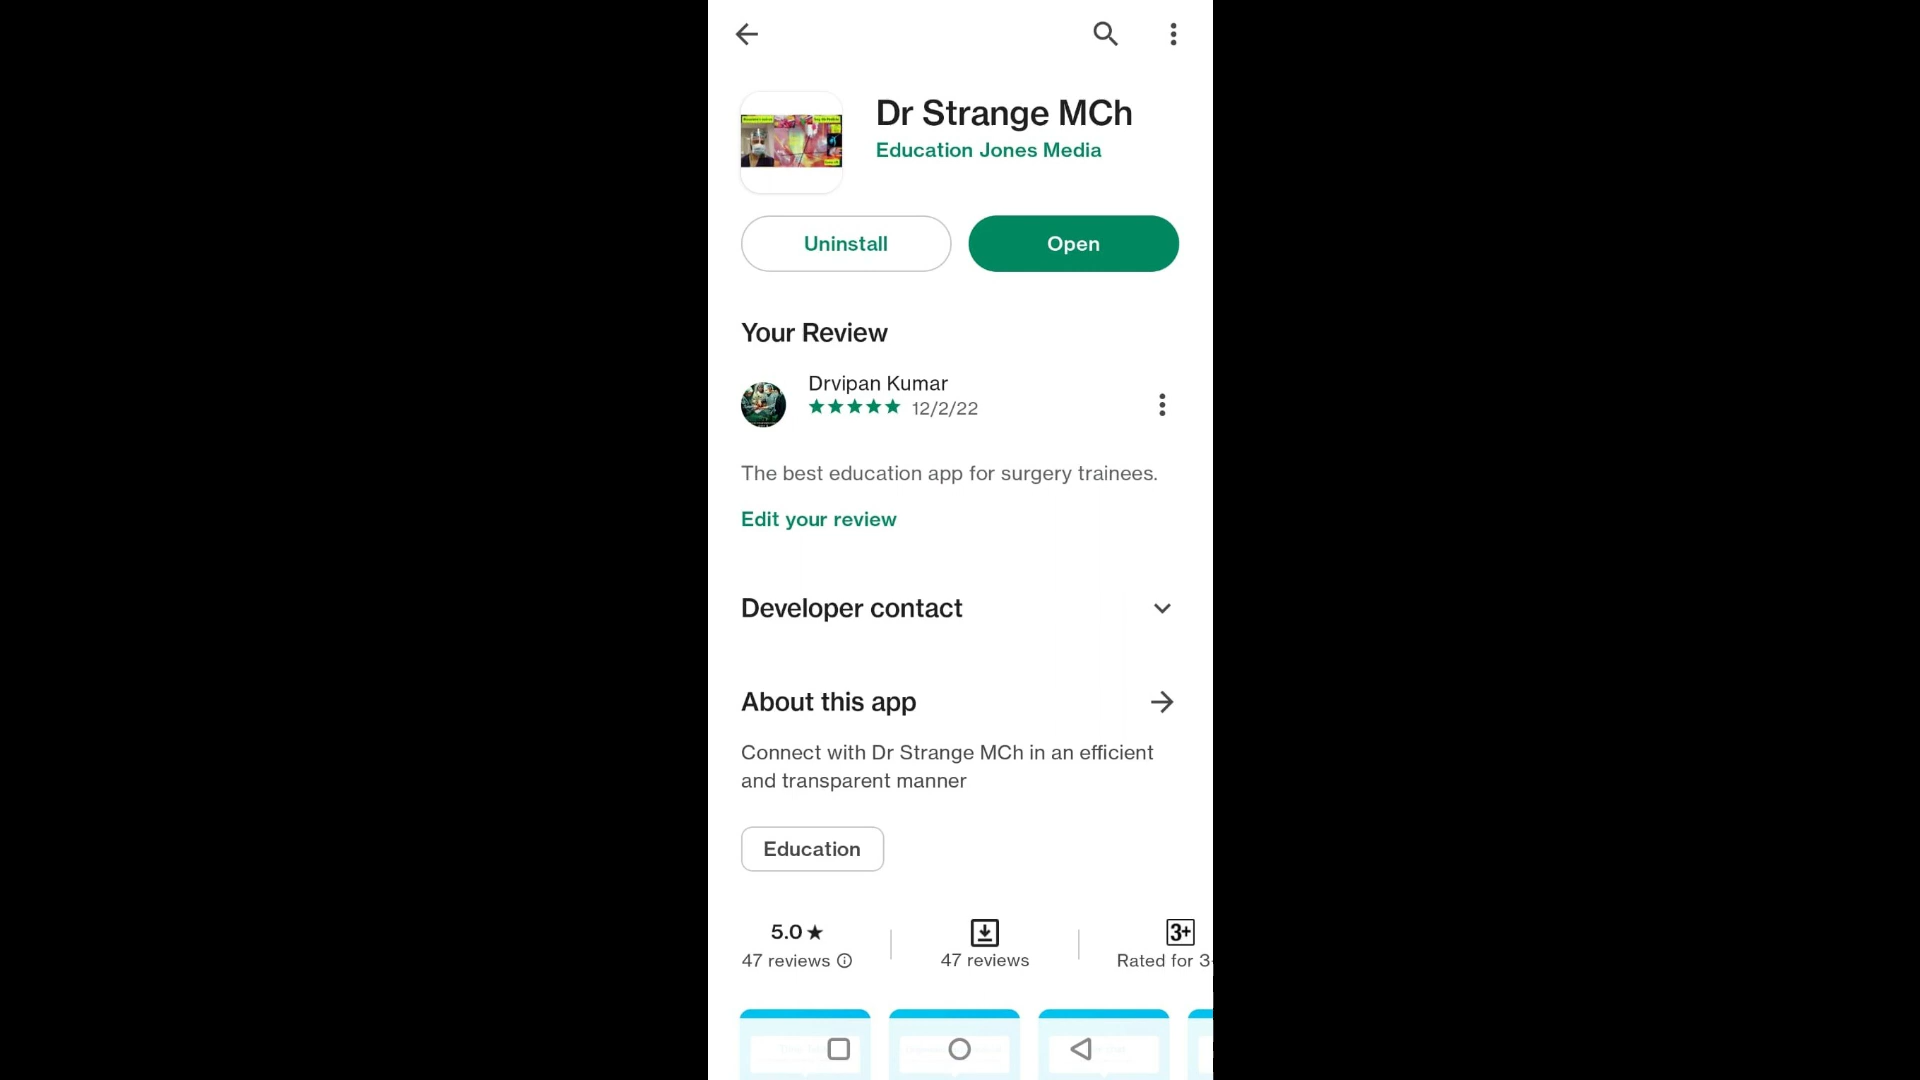 Dr Strange MCh
Education Jones Media
Uninstall
Open
Your Review
Drvipan Kumar
12/2/22
The best education app for surgery trainees.
Edit your review
Developer contact
About this app
Connect with Dr Strange MCh in an efficient
and transparent manner
Education
5.0★
47 reviews
47 reviews
3+
Rated for 3